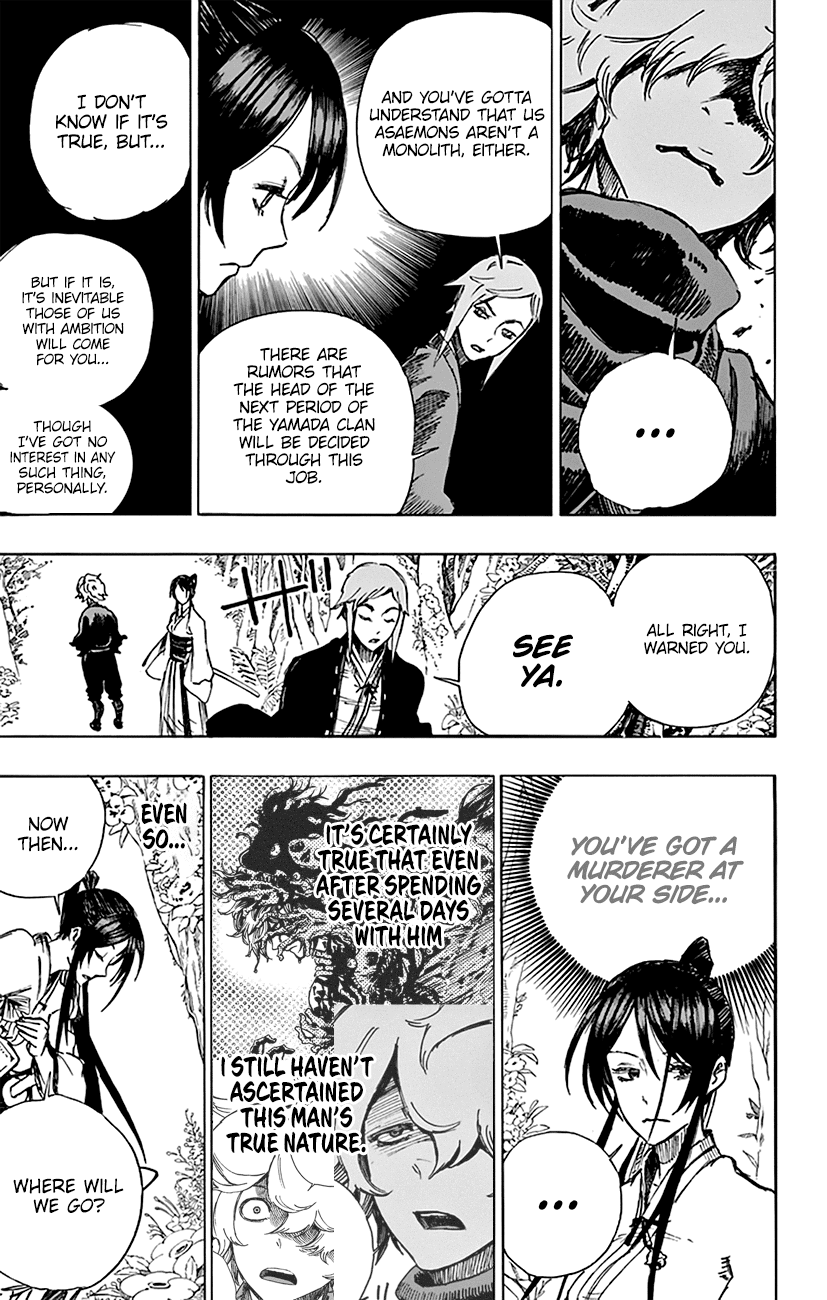 ...
AND YOU'VE GOTTA
UNDERSTAND THAT US
ASAEMONS AREN'T A
MONOLITH, EITHER.
THERE ARE
RUMORS THAT
THE HEAD OF THE
NEXT PERIOD OF
THE YAMADA CLAN
WILL BE DECIDED
THROUGH THIS
JOB.
I DON'T
KNOW IF IT'S
TRUE, BUT...
BUT IF IT IS,
IT'S INEVITABLE
THOSE OF US
WITH AMBITION
WILL COME
FOR YOU...
THOUGH
I'VE GOT NO
INTEREST IN ANY
SUCH THING,
PERSONALLY.
ALL RIGHT, I
WARNED YOU.
SEE
YA.
YOU'VE GOT A
MURDERER AT
YOUR SIDE...
...
IT'S CERTAINLY
TRUE THAT EVEN
AFTER SPENDING
SEVERAL DAYS
WITH HIM
I STILL HAVEN'T
ASCERTAINED
THIS MAN'S
TRUE NATURE.
EVEN
SO...
NOW
THEN...
WHERE WILL
WE GO?